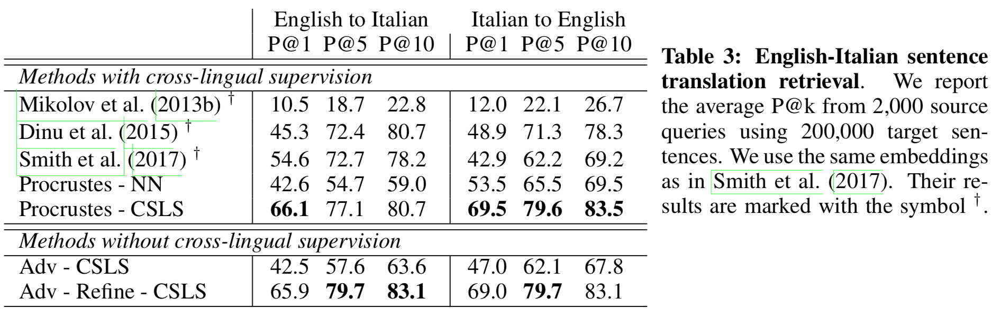 English to Italian Italian to English
P@1 P@5 P@10 P@1 P@5 P@10
Methods with cross-lingual supervision
Mikolov et al. (2013b) † 10.5 18.7 22.8 12.0 22.1 26.7
Dinu et al. (2015) † 45.3 72.4 80.7 48.9 71.3 78.3
Smith et al. (2017) † 54.6 72.7 78.2 42.9 62.2 69.2
Procrustes - NN 42.6 54.7 59.0 53.5 65.5 69.5
Procrustes - CSLS 66.1 77.1 80.7 69.5 79.6 83.5
Methods without cross-lingual supervision
Adv - CSLS 42.5 57.6 63.6 47.0 62.1 67.8
Adv - Refine - CSLS 65.9 79.7 83.1 69.0 79.7 83.1
Table 3: English-Italian sentence
translation retrieval. We report
the average P@k from 2,000 source
queries using 200,000 target sen-
tences. We use the same embeddings
as in Smith et al. (2017). Their re-
sults are marked with the symbol †.